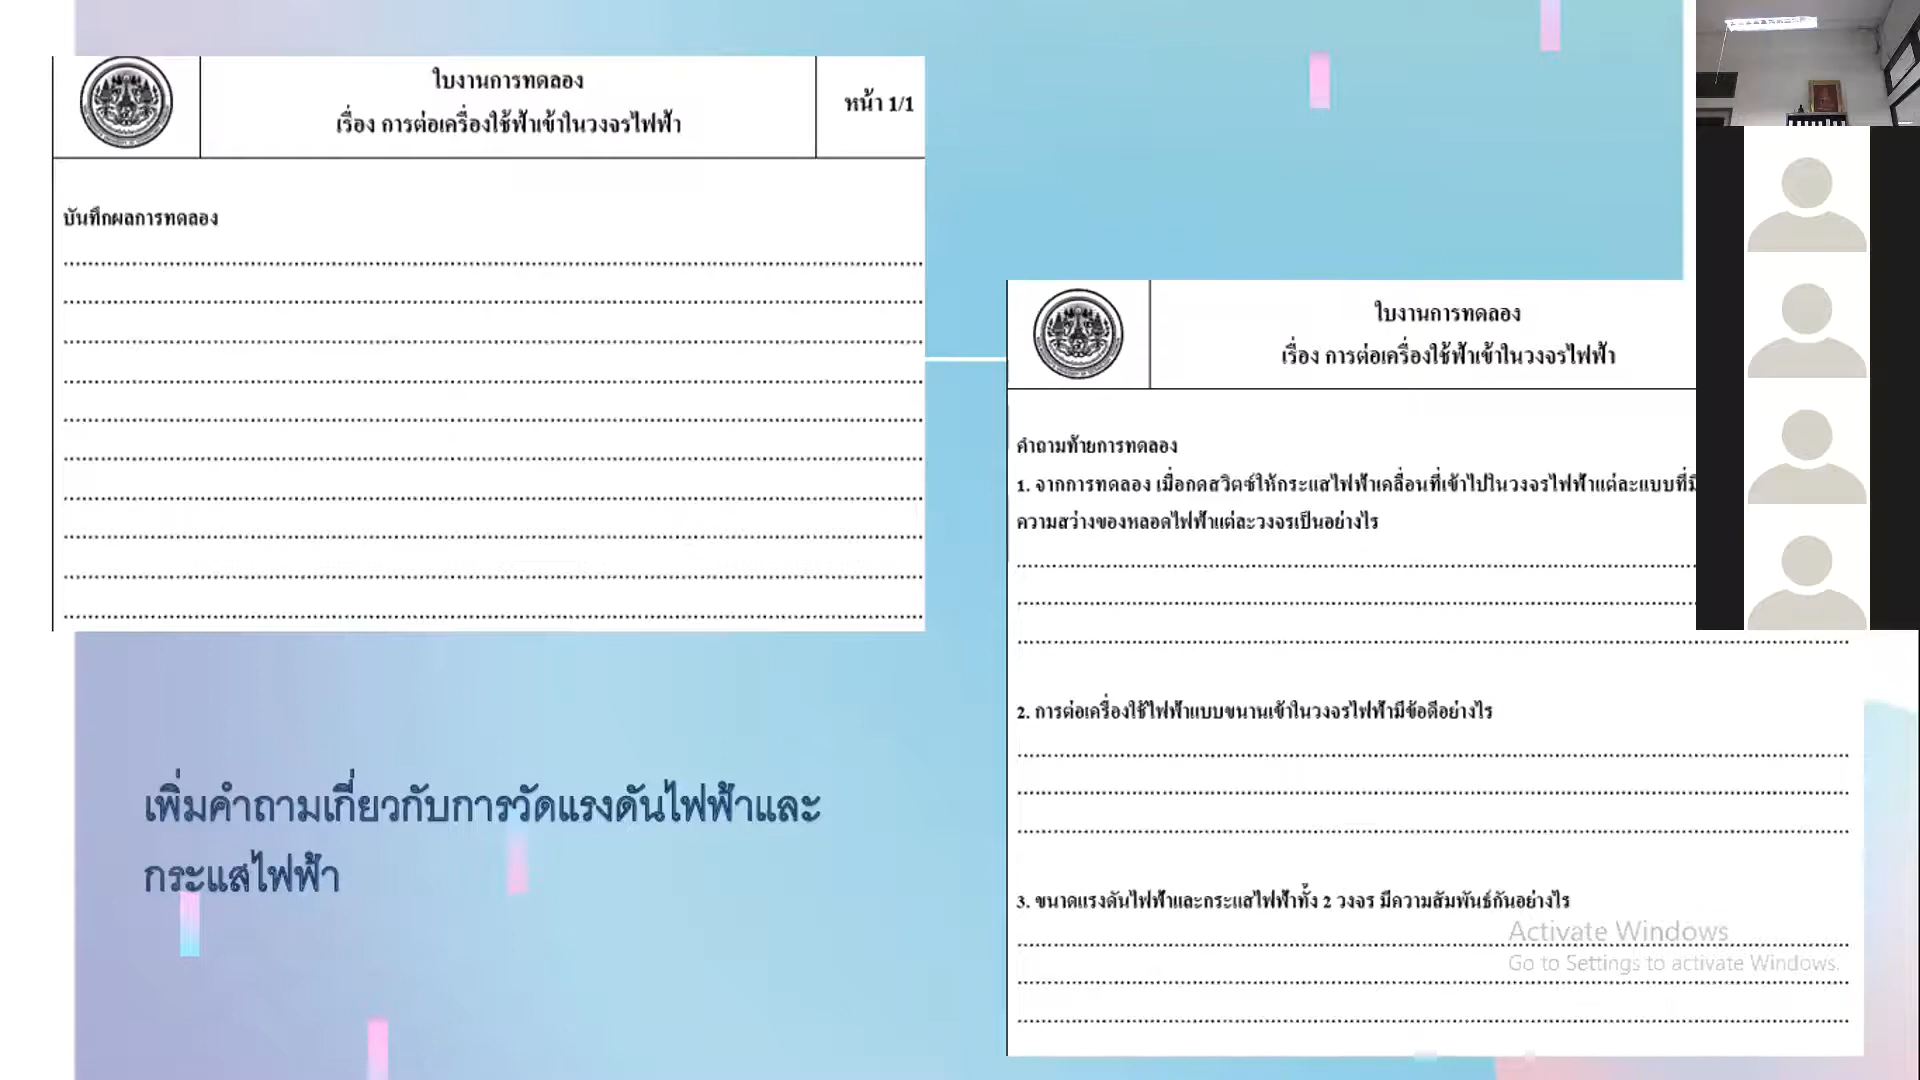 ใบงานการทดลอง
เรื่อง การต่อเครื่องใช้ฟ้าเข้าในวงจรไฟฟ้า
หน้า 1/1
บันทึกผลการทดลอง
ใบงานการทดลอง
เรื่อง การต่อเครื่องใช้ฟ้าเข้าในวงจรไฟฟ้า
คำถามท้ายการทดลอง
1. จากการทดลอง เมื่อกดสวิตซ์ให้กระแสไฟฟ้าเคลื่อนที่เข้าไปในวงจรไฟฟ้าแต่ละแบบที่มี
ความสว่างของหลอดไฟฟ้าแต่ละวงจรเป็นอย่างไร
2. การต่อเครื่องใช้ไฟฟ้าแบบขนานเข้าในวงจรไฟฟ้ามีข้อดีอย่างไร
3. ขนาดแรงดันไฟฟ้าและกระแสไฟฟ้าทั้ง 2 วงจร มีความสัมพันธ์กันอย่างไร
เพิ่มคำถามเกี่ยวกับการวัดแรงดันไฟฟ้าและ
กระแสไฟฟ้า
Activate Windows
Go to Settings to activate Windows.